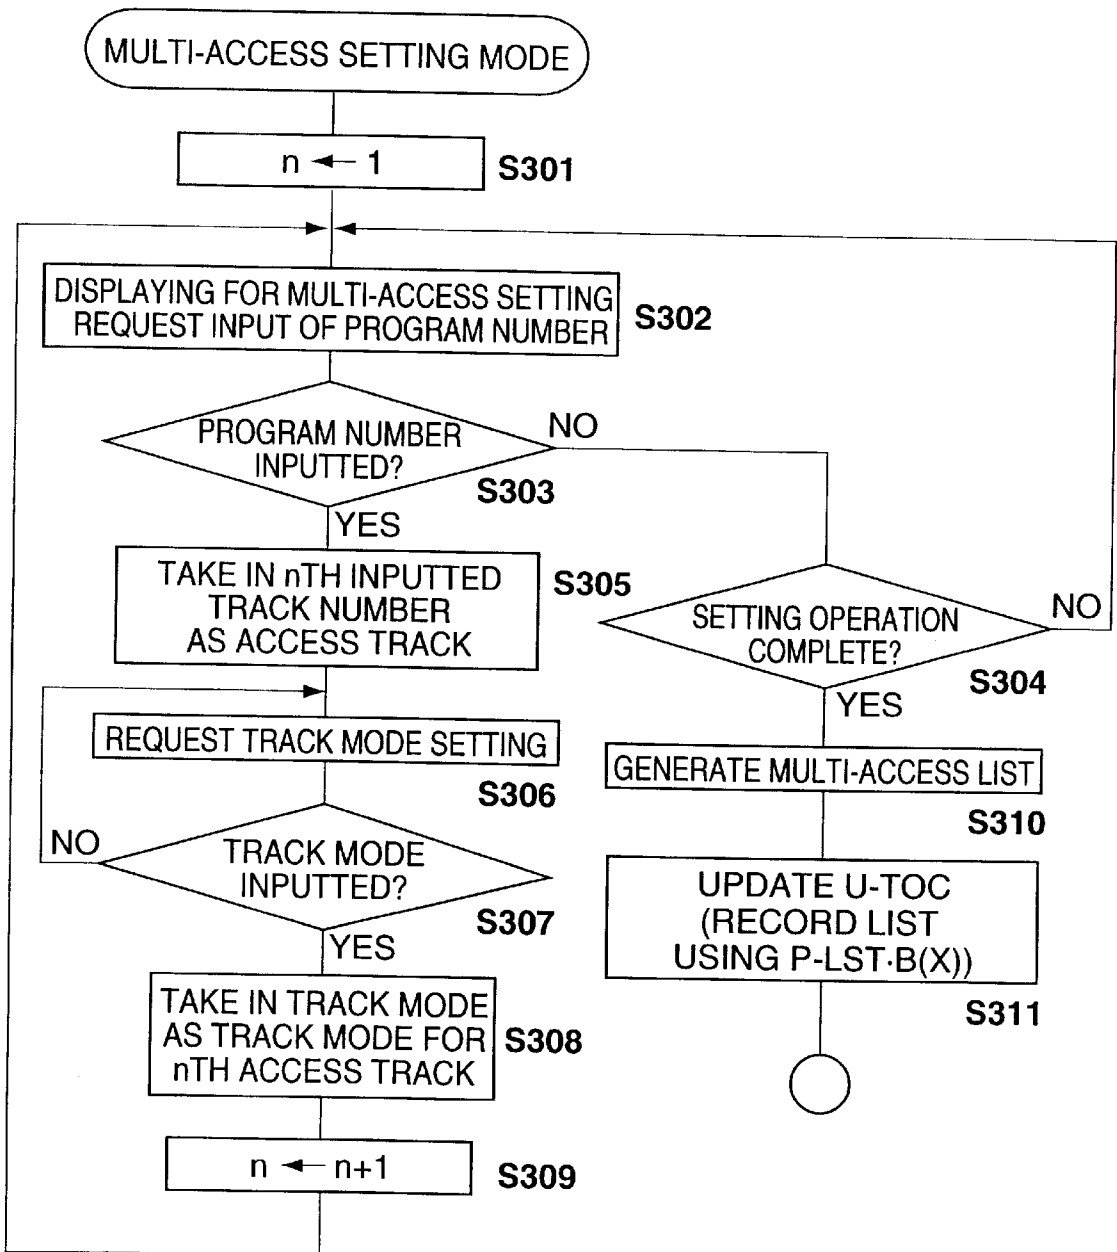 MULTI-ACCESS SETTING MODE
n ← 1
S301
DISPLAYING FOR MULTI-ACCESS SETTING
REQUEST INPUT OF PROGRAM NUMBER
S302
PROGRAM NUMBER
INPUTTED?
NO
S303
YES
TAKE IN nTH INPUTTED
TRACK NUMBER
AS ACCESS TRACK
S305
SETTING OPERATION
COMPLETE?
NO
S304
YES
REQUEST TRACK MODE SETTING
S306
GENERATE MULTI-ACCESS LIST
S310
NO
TRACK MODE
INPUTTED?
S307
YES
UPDATE U-TOC
(RECORD LIST
USING P-LST·B(X))
S311
TAKE IN TRACK MODE
AS TRACK MODE FOR
nTH ACCESS TRACK
S308
n ← n+1
S309